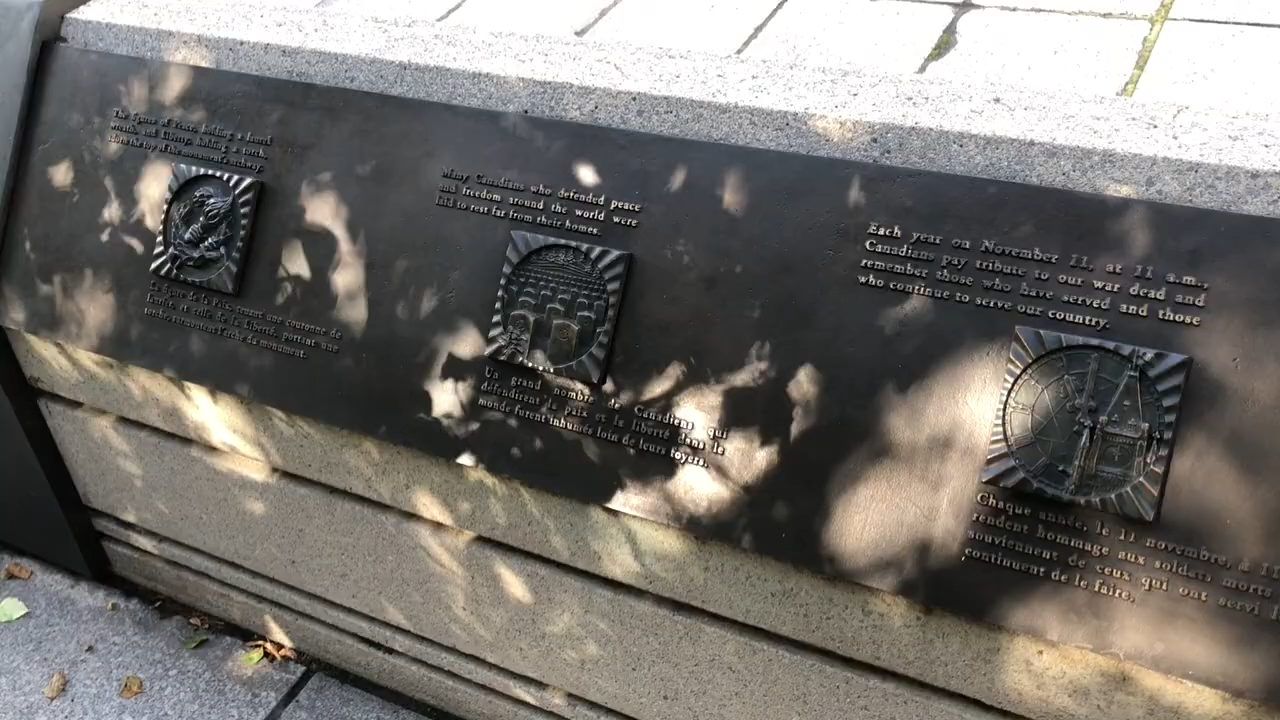 The figures of Peace, holding a laurel
wreath, and Liberty, holding a torch,
adorn the top of the monument's archway.
La figure de la Paix, tenant une couronne de
laurier, et celle de la Liberté, portant une
torche, surmontent l'arche du monument.
Many Canadians who defended peace
and freedom around the world were
laid to rest far from their homes.
Un grand nombre de Canadiens qui
défendirent la paix et la liberté dans le
monde furent inhumés loin de leurs foyers.
Each year on November 11, at 11 a.m.,
Canadians pay tribute to our war dead and
remember those who have served and those
who continue to serve our country.
Chaque année, le 11 novembre, à 11
rendent hommage aux soldats morts
souviennent de ceux qui ont servi
continuent de le faire.